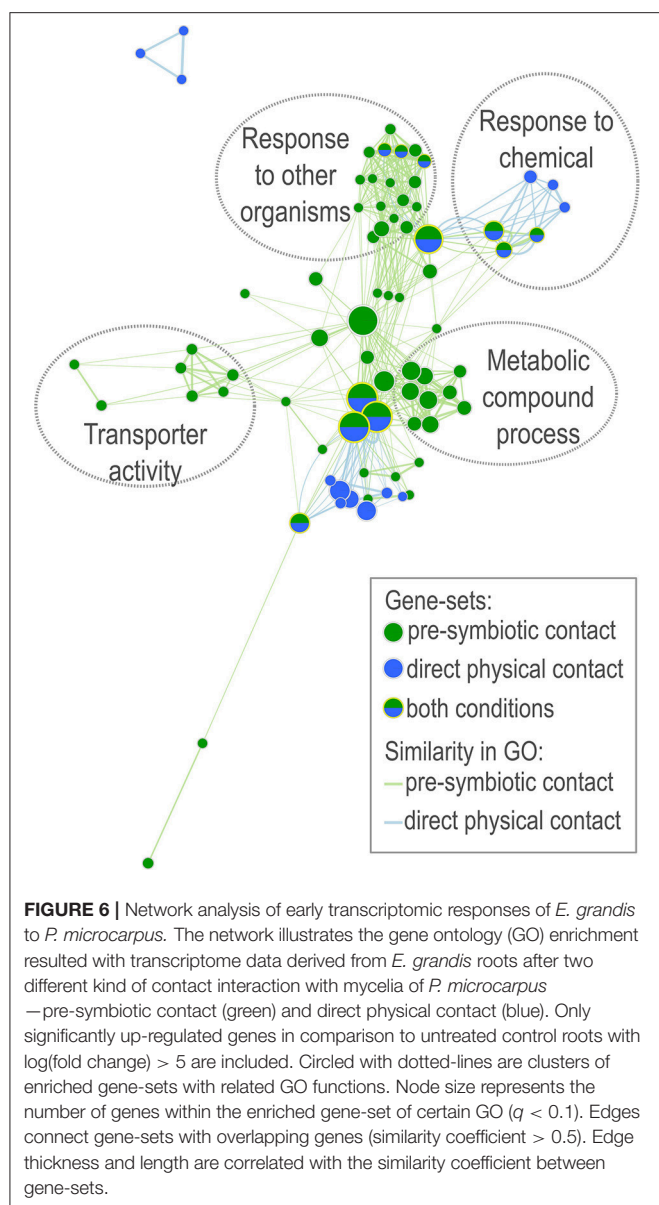 Response
to other
organisms
Response to
chemical
Transporter
activity
Metabolic
compound
process
Gene-sets:
pre-symbiotic contact
direct physical contact
both conditions
Similarity in GO:
pre-symbiotic contact
direct physical contact
FIGURE 6 | Network analysis of early transcriptomic responses of E. grandis
to P. microcarpus. The network illustrates the gene ontology (GO) enrichment
resulted with transcriptome data derived from E. grandis roots after two
different kind of contact interaction with mycelia of P. microcarpus
—pre-symbiotic contact (green) and direct physical contact (blue). Only
significantly up-regulated genes in comparison to untreated control roots with
log(fold change) > 5 are included. Circled with dotted-lines are clusters of
enriched gene-sets with related GO functions. Node size represents the
number of genes within the enriched gene-set of certain GO (q < 0.1). Edges
connect gene-sets with overlapping genes (similarity coefficient > 0.5). Edge
thickness and length are correlated with the similarity coefficient between
gene-sets.